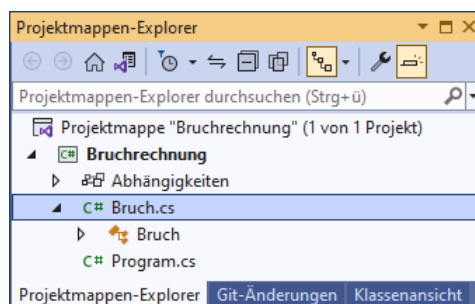 Projektmappen-Explorer
Projektmappen-Explorer durchsuchen (Strg+ü)
Projektmappe "Bruchrechnung" (1 von 1 Projekt)
C# Bruchrechnung
Abhängigkeiten
C# Bruch.cs
Bruch
C# Program.cs
Projektmappen-Explorer Git-Änderungen Klassenansicht